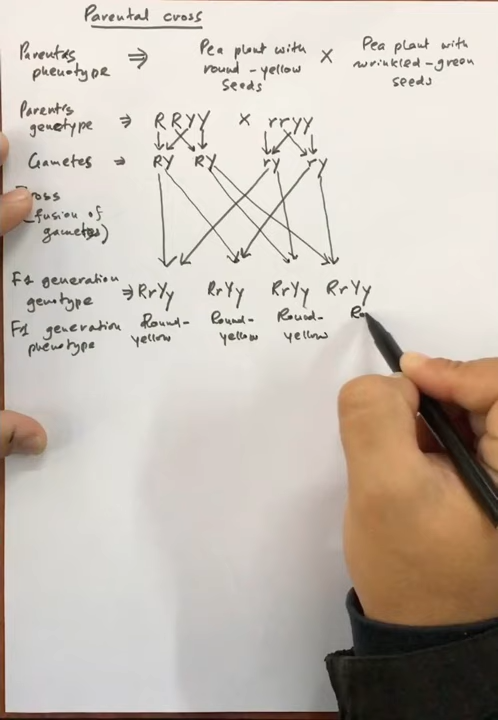 Parental cross
Parents phenotype ⇒ Pea plant with round-yellow seeds × Pea plant with wrinkled-green seeds
Parent's genotype ⇒ RRYY × rryy
Gametes ⇒ RY RY ry ry
Cross
(fusion of
gametes)
F1 generation genotype ⇒ RrYy RrYy RrYy RrYy
F1 generation phenotype Round-yellow Round-yellow Round-yellow Ro